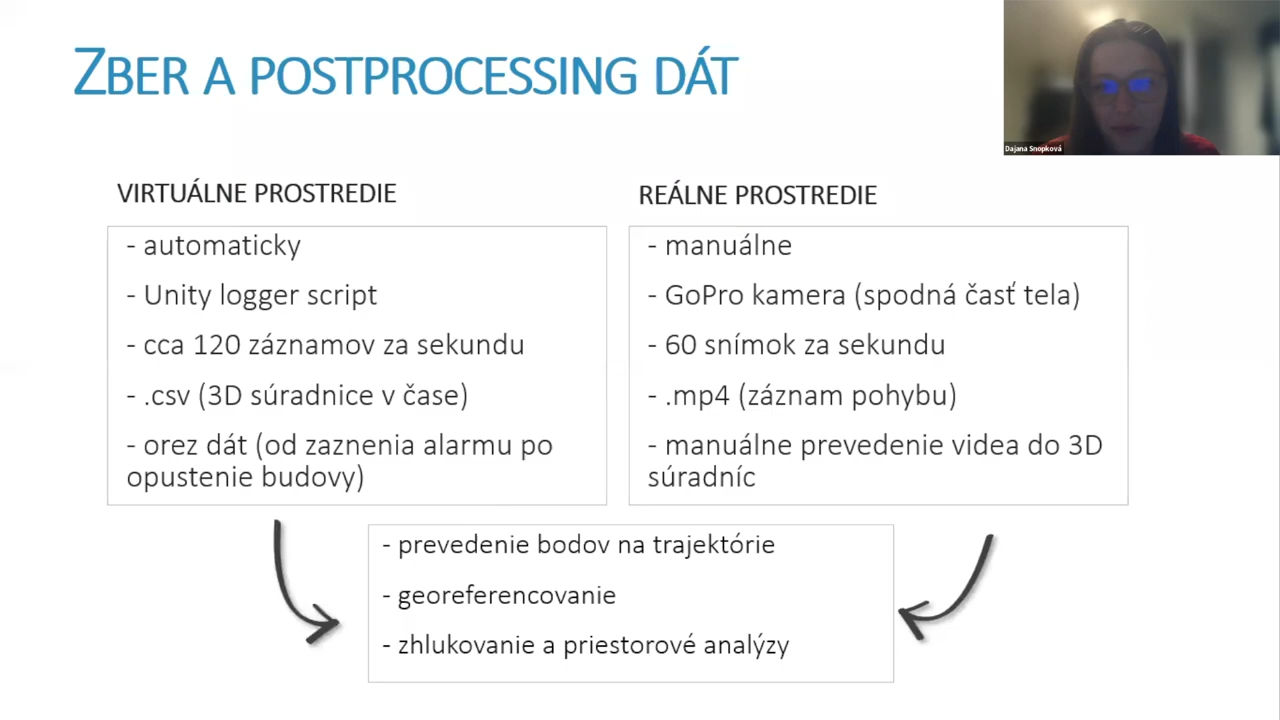 ZBER A POSTPROCESSING DÁT
Dajana Snopková
VIRTUÁLNE PROSTREDIE
- automaticky
- Unity logger script
- cca 120 záznamov za sekundu
- .csv (3D súradnice v čase)
- orez dát (od zaznenia alarmu po
opustenie budovy)
REÁLNE PROSTREDIE
- manuálne
- GoPro kamera (spodná časť tela)
- 60 snímok za sekundu
- .mp4 (záznam pohybu)
- manuálne prevedenie videa do 3D
súradníc
- prevedenie bodov na trajektórie
- georeferencovanie
- zhlukovanie a priestorové analýzy